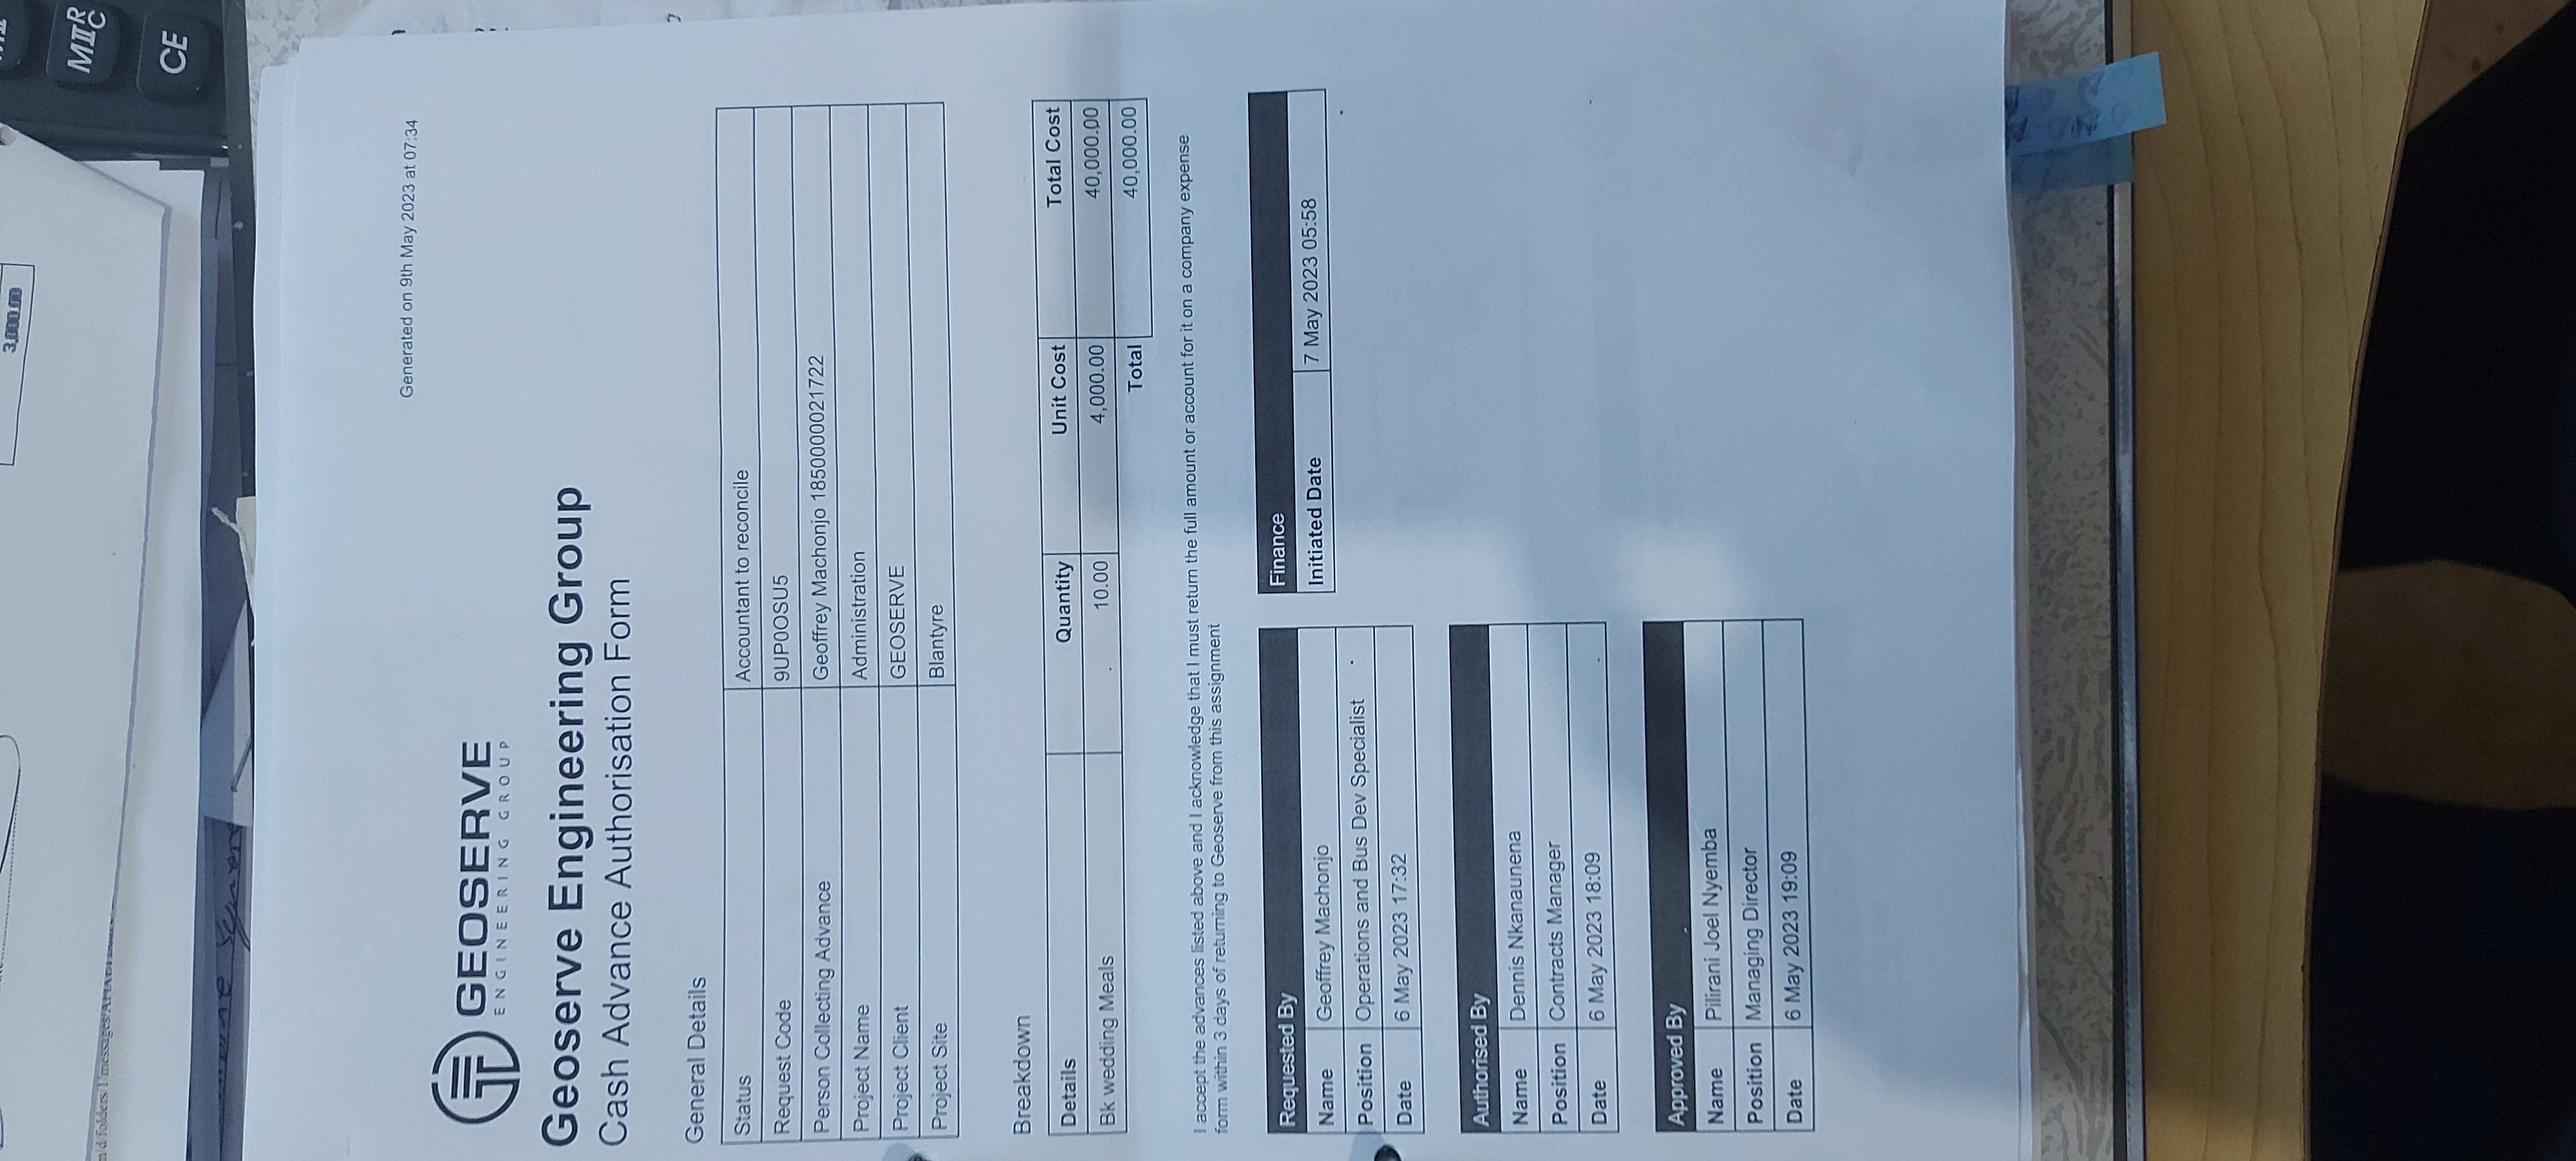 3,000.00
MII R C
CE
Generated on 9th May 2023 at 07:34
GEOSERVE
ENGINEERING GROUP
Geoserve Engineering Group
Cash Advance Authorisation Form
General Details
Status Accountant to reconcile
Request Code 9UP0OSU5
Person Collecting Advance Geoffrey Machonjo 1850000021722
Project Name Administration
Project Client GEOSERVE
Project Site Blantyre
Breakdown
Details Quantity Unit Cost Total Cost
Bk wedding Meals 10.00 4,000.00 40,000.00
Total 40,000.00
I accept the advances listed above and I acknowledge that I must return the full amount or account for it on a company expense
form within 3 days of returning to Geoserve from this assignment
Requested By
Name Geoffrey Machonjo
Position Operations and Bus Dev Specialist
Date 6 May 2023 17:32
Finance
Initiated Date 7 May 2023 05:58
Authorised By
Name Dennis Nkanaunena
Position Contracts Manager
Date 6 May 2023 18:09
Approved By
Name Pilirani Joel Nyemba
Position Managing Director
Date 6 May 2023 19:09